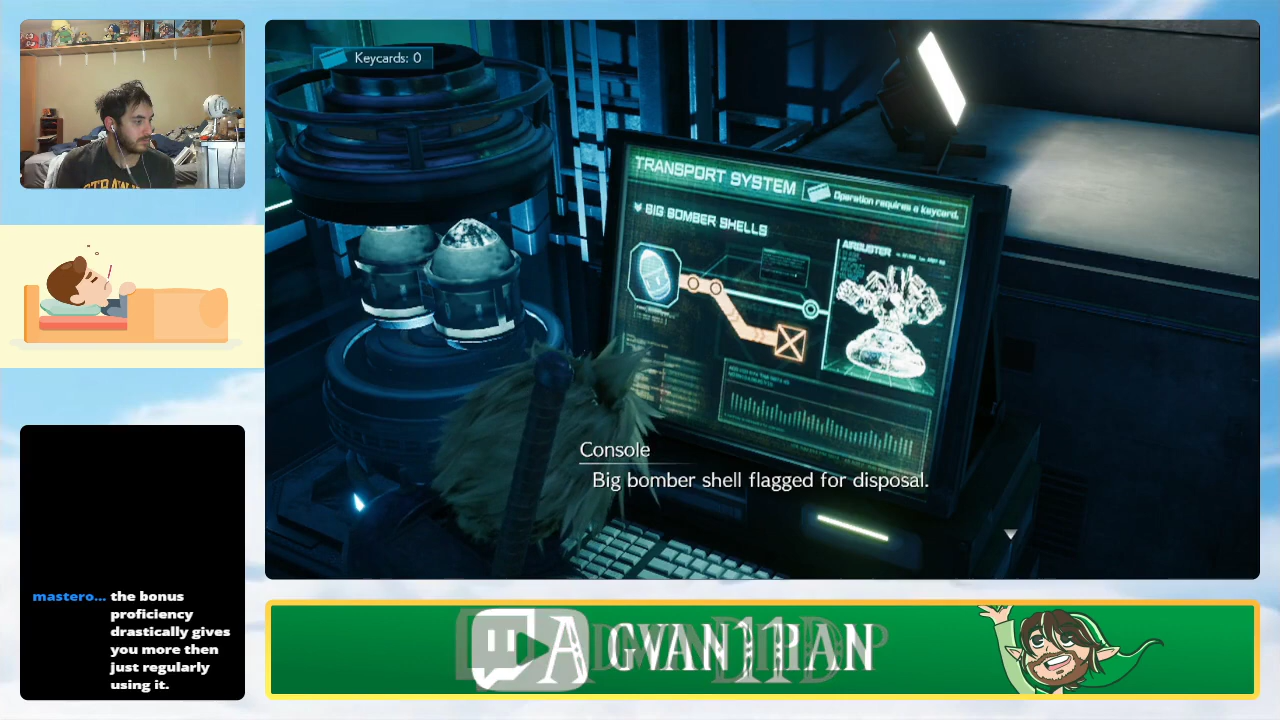 Keycards: 0
TRANSPORT SYSTEM
Operation requires a keycard.
BIG BOMBER SHELLS
AIRBUSTER
Console
Big bomber shell flagged for disposal.
mastero... the bonus
proficiency
drastically gives
you more then
just regularly
using it.